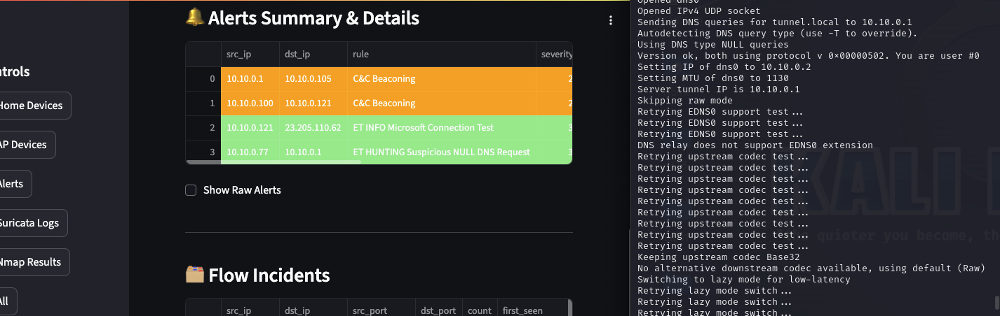 🔔 Alerts Summary & Details
src_ip dst_ip rule severity
0 10.10.0.1 10.10.0.105 C&C Beaconing 2
1 10.10.0.100 10.10.0.121 C&C Beaconing 2
2 10.10.0.121 23.205.110.62 ET INFO Microsoft Connection Test 3
3 10.10.0.77 10.10.0.1 ET HUNTING Suspicious NULL DNS Request 3
Show Raw Alerts
🗂️ Flow Incidents
src_ip dst_ip src_port dst_port count first_seen
ntrols
Home Devices
AP Devices
Alerts
Suricata Logs
Nmap Results
All
Opened dns0
Opened IPv4 UDP socket
Sending DNS queries for tunnel.local to 10.10.0.1
Autodetecting DNS query type (use -T to override).
Using DNS type NULL queries
Version ok, both using protocol v 0×00000502. You are user #0
Setting IP of dns0 to 10.10.0.2
Setting MTU of dns0 to 1130
Server tunnel IP is 10.10.0.1
Skipping raw mode
Retrying EDNS0 support test...
Retrying EDNS0 support test...
Retrying EDNS0 support test...
DNS relay does not support EDNS0 extension
Retrying upstream codec test...
Retrying upstream codec test...
Retrying upstream codec test...
Retrying upstream codec test...
Retrying upstream codec test...
Retrying upstream codec test...
Retrying upstream codec test...
Retrying upstream codec test...
Retrying upstream codec test...
Keeping upstream codec Base32
No alternative downstream codec available, using default (Raw)
Switching to lazy mode for low-latency
Retrying lazy mode switch...
Retrying lazy mode switch...
Retrying lazy mode switch...
KALI
the quieter you become, th